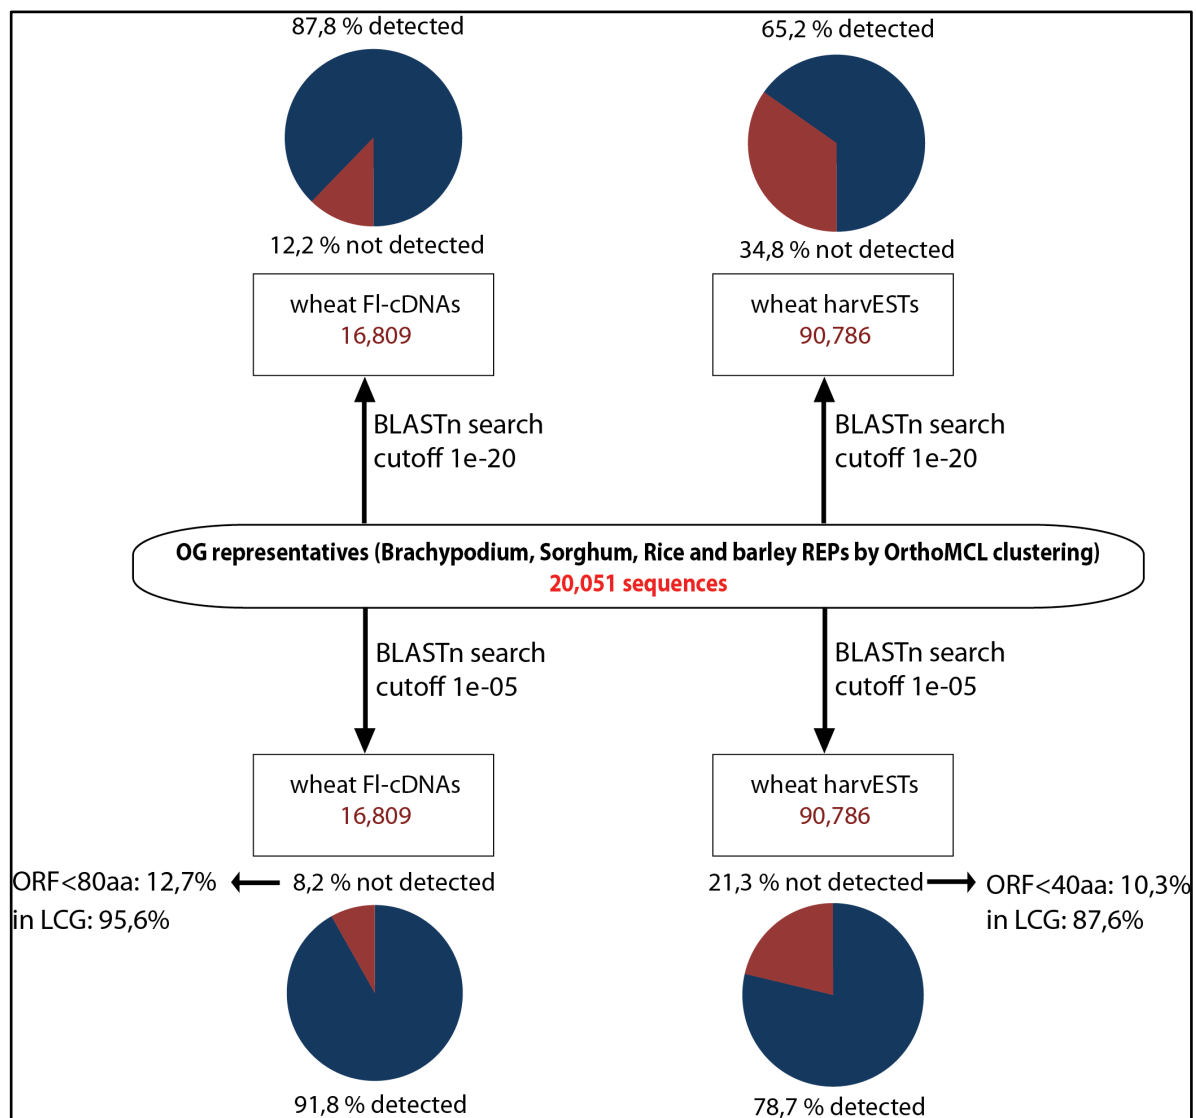 87,8 % detected
65,2 % detected
12,2 % not detected
34,8 % not detected
wheat Fl-cDNAs
16,809
wheat harvESTs
90,786
BLASTn search
cutoff 1e-20
BLASTn search
cutoff 1e-20
OG representatives (Brachypodium, Sorghum, Rice and barley REPs by OrthoMCL clustering)
20,051 sequences
BLASTn search
cutoff 1e-05
BLASTn search
cutoff 1e-05
wheat Fl-cDNAs
16,809
wheat harvESTs
90,786
ORF<80aa: 12,7%
in LCG: 95,6%
8,2 % not detected
21,3 % not detected
ORF<40aa: 10,3%
in LCG: 87,6%
91,8 % detected
78,7 % detected